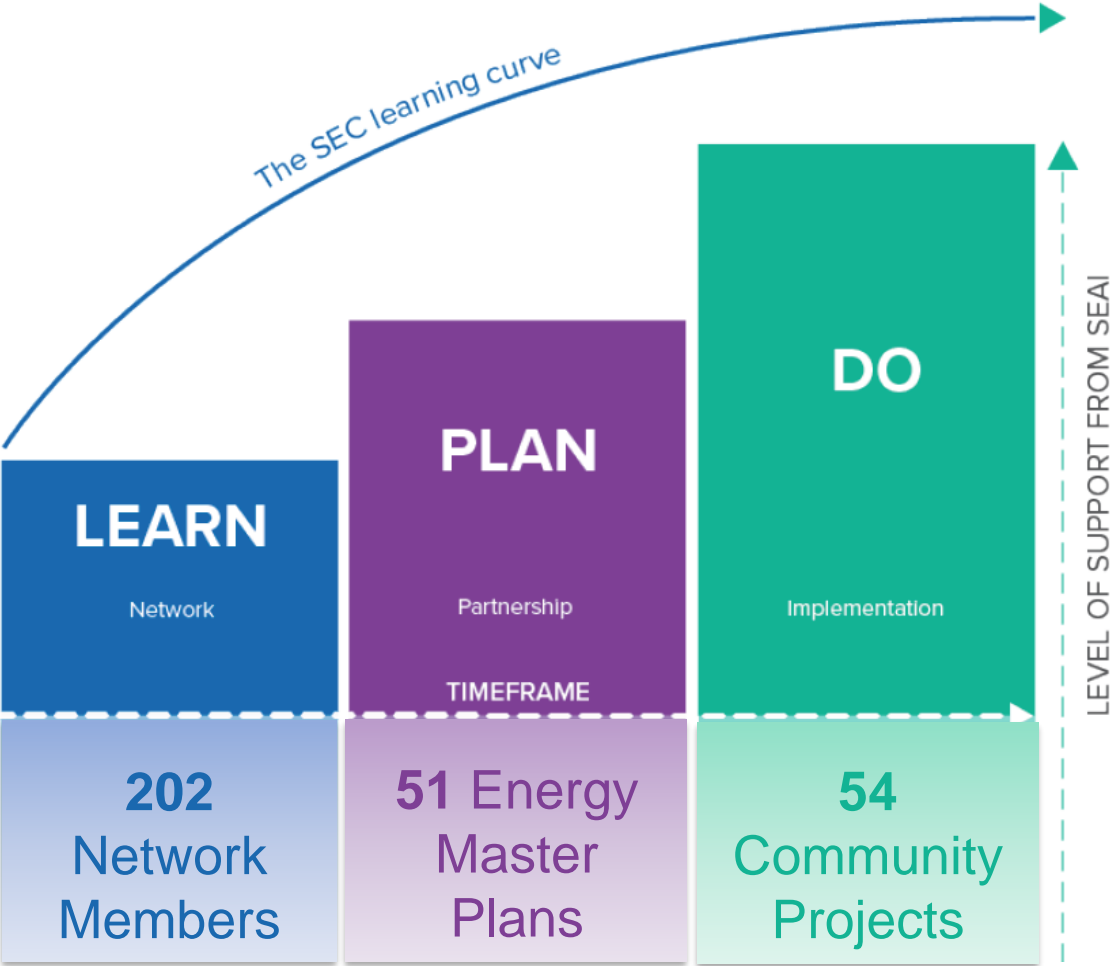 The SEC learning curve
LEARN
Network
PLAN
Partnership
TIMEFRAME
DO
Implementation
LEVEL OF SUPPORT FROM SEAI
202
Network
Members
51 Energy
Master
Plans
54
Community
Projects